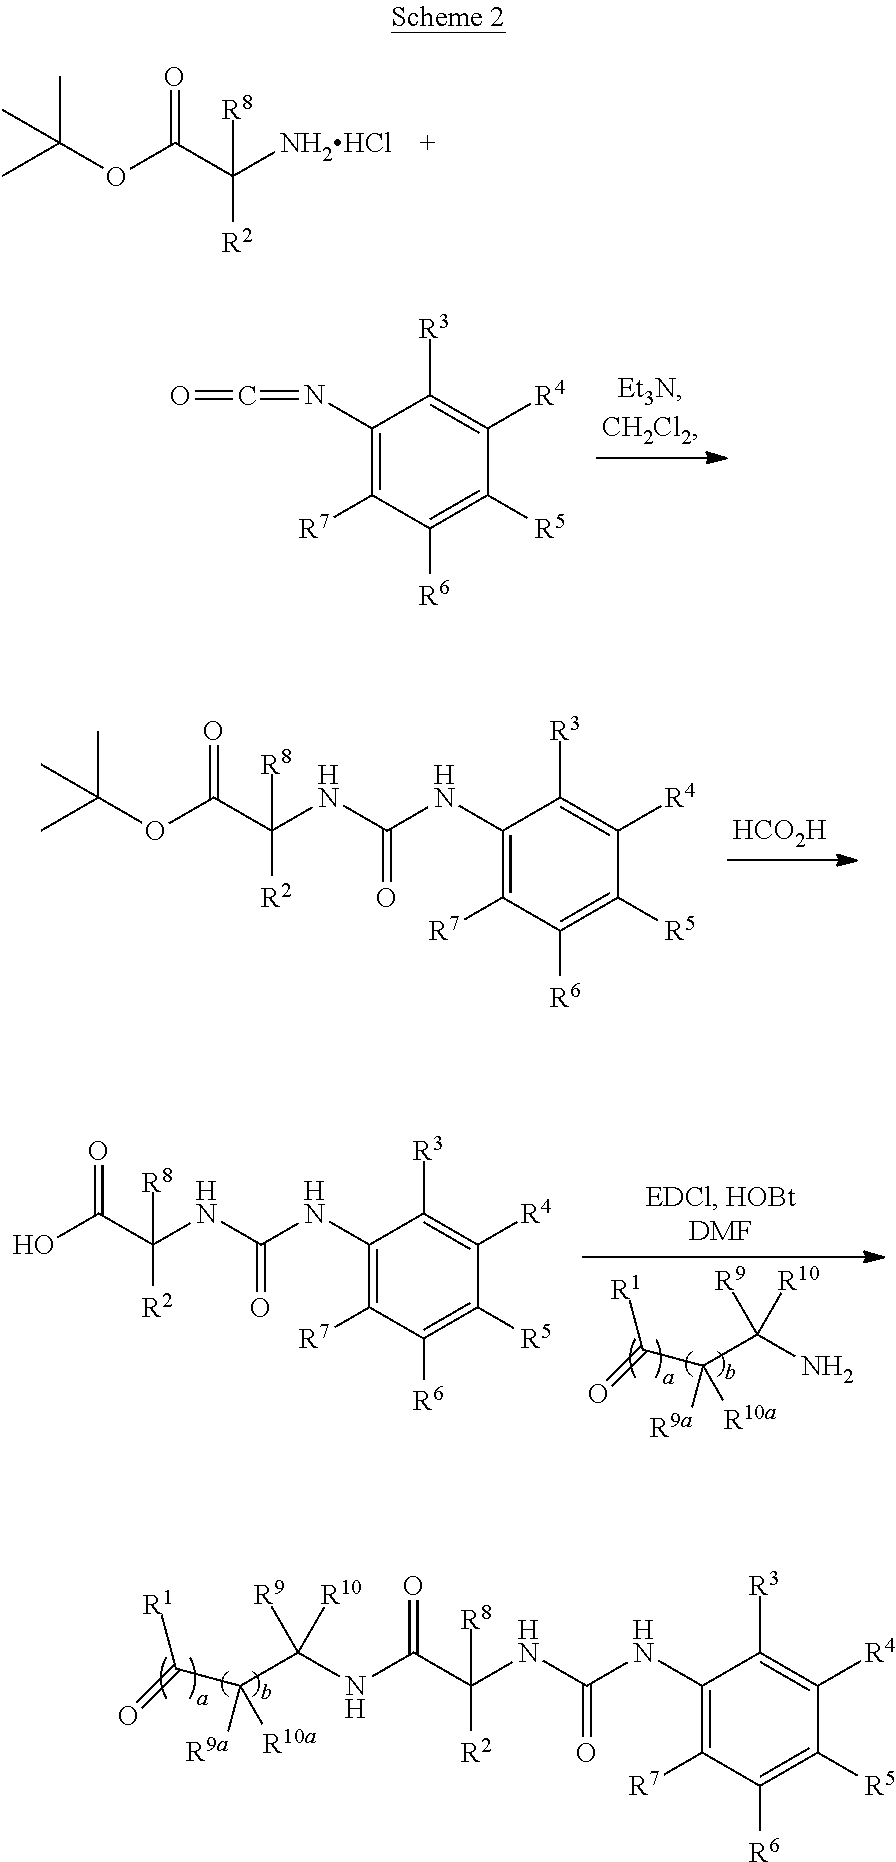 Scheme 2
O
R⁸
NH₂•HCl +
O
R²
R³
O=C=N
R⁴
Et₃N,
CH₂Cl₂,
R⁷
R⁵
R⁶
O
R³
R⁸
H
N
H
N
R⁴
HCO₂H
O
R²
O
R⁷
R⁵
R⁶
O
R³
R⁸
H
N
H
N
R⁴
EDCl, HOBt
DMF
HO
R²
O
R⁷
R⁵
R⁶
R¹
R⁹
R¹⁰
( )a
( )b
NH₂
O
R⁹ᵃ
R¹⁰ᵃ
R¹
R⁹
R¹⁰
O
R⁸
H
N
H
N
R³
R⁴
( )a
( )b
N
H
O
R⁹ᵃ
R¹⁰ᵃ
R²
O
R⁷
R⁵
R⁶